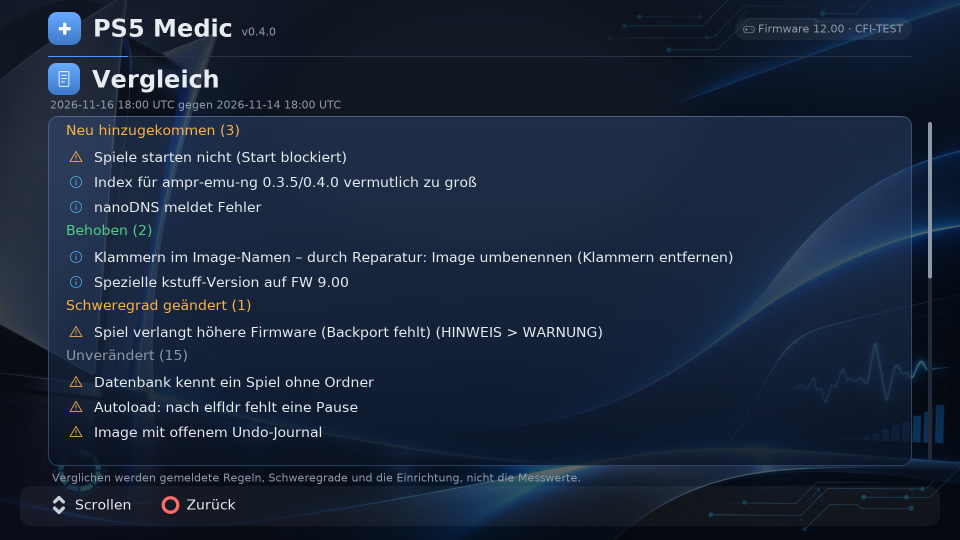 PS5 Medic v0.4.0
Firmware 12.00 · CFI-TEST
Vergleich
2026-11-16 18:00 UTC gegen 2026-11-14 18:00 UTC
Neu hinzugekommen (3)
Spiele starten nicht (Start blockiert)
Index für ampr-emu-ng 0.3.5/0.4.0 vermutlich zu groß
nanoDNS meldet Fehler
Behoben (2)
Klammern im Image-Namen – durch Reparatur: Image umbenennen (Klammern entfernen)
Spezielle kstuff-Version auf FW 9.00
Schweregrad geändert (1)
Spiel verlangt höhere Firmware (Backport fehlt) (HINWEIS > WARNUNG)
Unverändert (15)
Datenbank kennt ein Spiel ohne Ordner
Autoload: nach elfldr fehlt eine Pause
Image mit offenem Undo-Journal
Verglichen werden gemeldete Regeln, Schweregrade und die Einrichtung, nicht die Messwerte.
Scrollen
Zurück